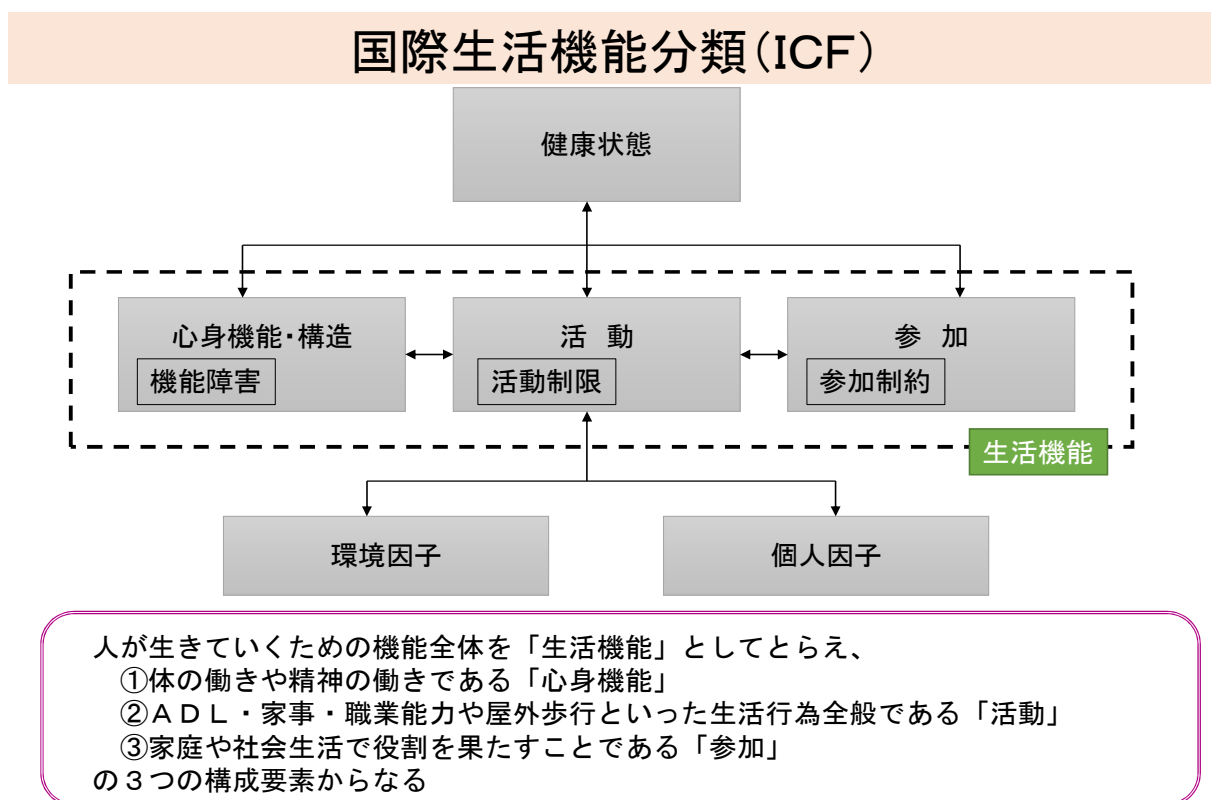 国際生活機能分類(ICF)
健康状態
心身機能・構造
機能障害
活　動
活動制限
参　加
参加制約
生活機能
環境因子
個人因子
人が生きていくための機能全体を「生活機能」としてとらえ、
①体の働きや精神の働きである「心身機能」
②ＡＤＬ・家事・職業能力や屋外歩行といった生活行為全般である「活動」
③家庭や社会生活で役割を果たすことである「参加」
の３つの構成要素からなる